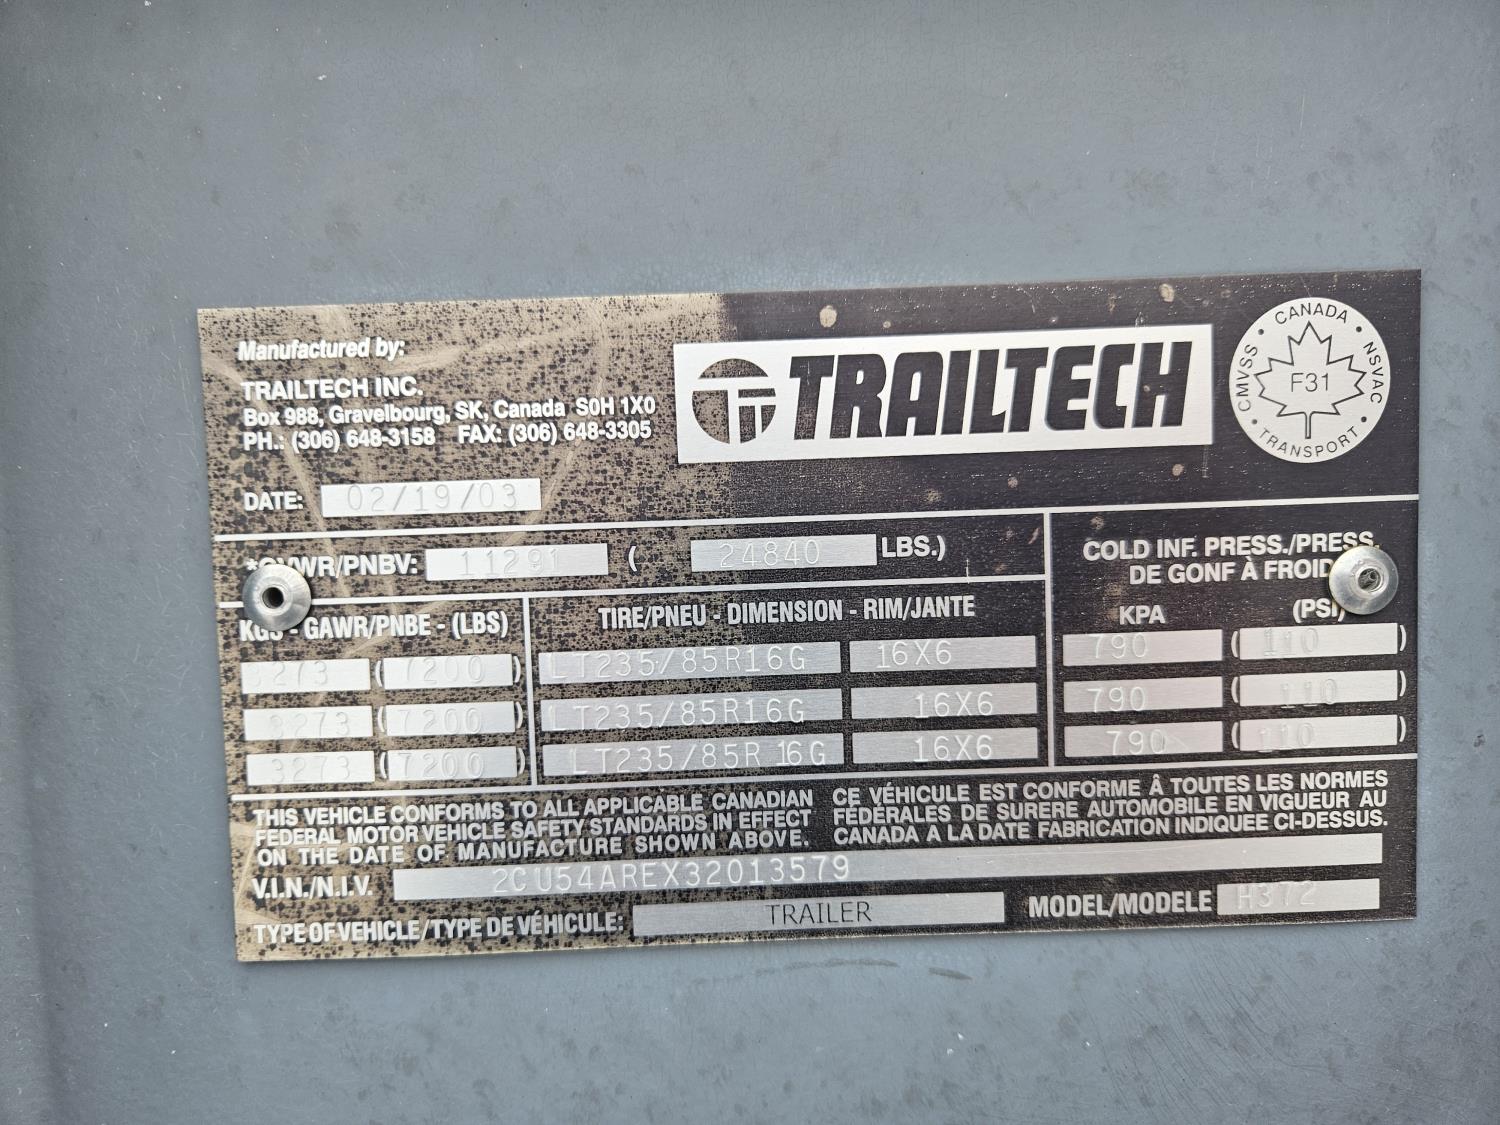 Manufactured by:
TRAILTECH INC.
Box 988, Gravelbourg, SK, Canada S0H 1X0
PH.: (306) 648-3158 FAX: (306) 648-3305
TRAILTECH
CANADA
CMVSS F31 NSVAC
TRANSPORT
DATE: 02/19/03
WR/PNBV: 11291 ( 24840 LBS.)
COLD INF. PRESS./PRESS.
DE GONF À FROID
KGS - GAWR/PNBE - (LBS) TIRE/PNEU - DIMENSION - RIM/JANTE KPA (PSI)
3273 (7200) LT235/85R16G 16X6 790 (110)
3273 (7200) LT235/85R16G 16X6 790 (110)
3273 (7200) LT235/85R16G 16X6 790 (110)
THIS VEHICLE CONFORMS TO ALL APPLICABLE CANADIAN
FEDERAL MOTOR VEHICLE SAFETY STANDARDS IN EFFECT
ON THE DATE OF MANUFACTURE SHOWN ABOVE.
CE VÉHICULE EST CONFORME À TOUTES LES NORMES
FÉDÉRALES DE SURERE AUTOMOBILE EN VIGUEUR AU
CANADA A LA DATE FABRICATION INDIQUEE CI-DESSUS.
V.I.N./N.I.V. 2CU54AREX32013579
TYPE OF VEHICLE/TYPE DE VÉHICULE: TRAILER MODEL/MODELE H372